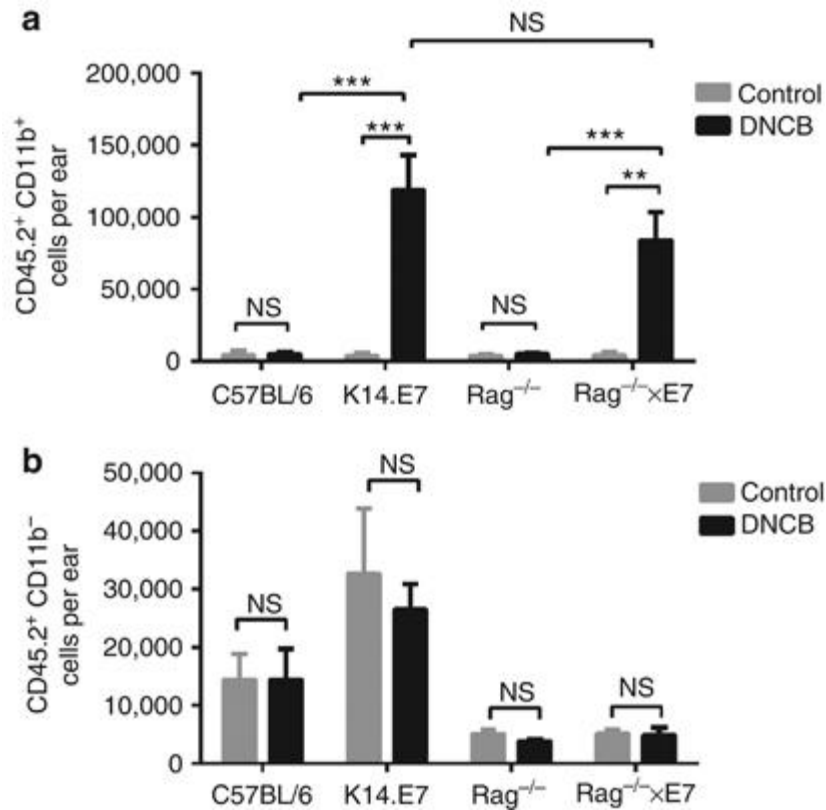 a
NS
200,000
***
Control
DNCB
150,000
***
***
**
100,000
50,000
NS
NS
0
CD45.2⁺ CD11b⁺
cells per ear
C57BL/6
K14.E7
Rag⁻/⁻
Rag⁻/⁻×E7
b
50,000
NS
Control
DNCB
40,000
30,000
NS
20,000
NS
NS
10,000
0
CD45.2⁺ CD11b⁻
cells per ear
C57BL/6
K14.E7
Rag⁻/⁻
Rag⁻/⁻×E7